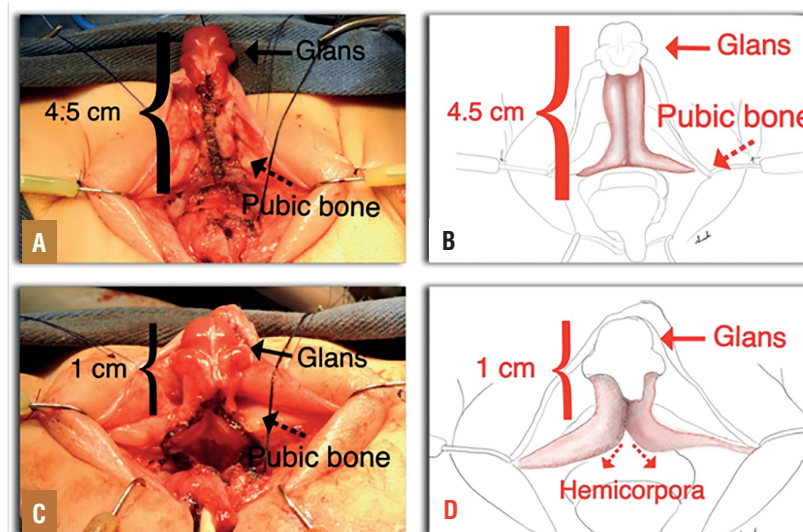 Glans
4.5 cm
Pubic bone
A
Glans
4.5 cm
Pubic bone
B
Glans
1 cm
Pubic bone
C
Glans
1 cm
Hemicorpora
D